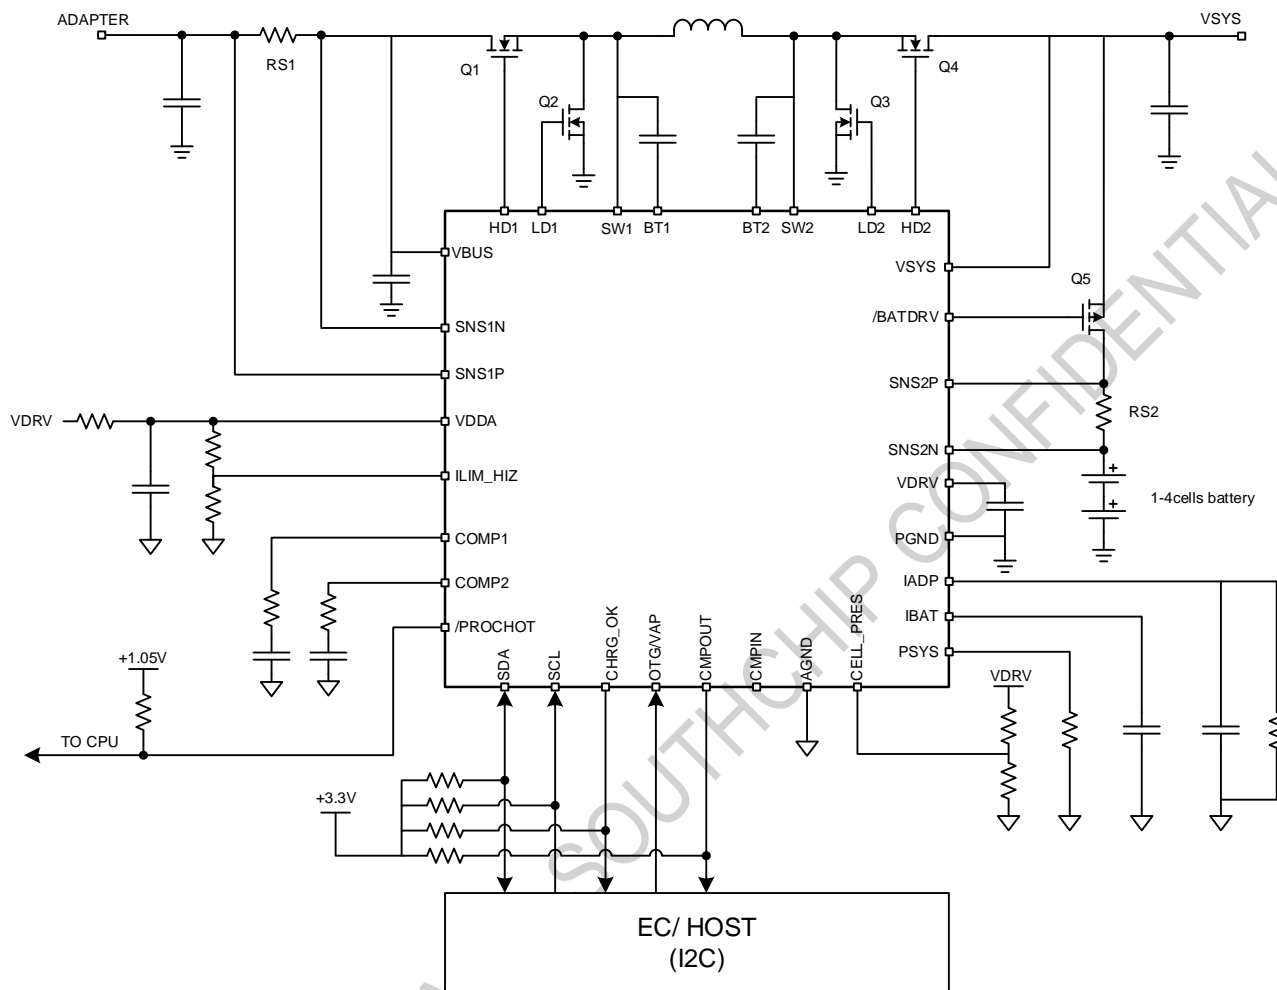 ADAPTER
VSYS
RS1
Q1
Q4
Q2
Q3
HD1
LD1
SW1
BT1
BT2
SW2
LD2
HD2
VBUS
VSYS
Q5
/BATDRV
SNS1N
SNS1P
SNS2P
RS2
VDRV
VDDA
SNS2N
ILIM_HIZ
VDRV
1-4cells battery
COMP1
PGND
COMP2
IADP
/PROCHOT
IBAT
PSYS
SDA
SCL
CHRG_OK
OTG/VAP
CMPOUT
CMPIN
AGND
CELL_PRES
+1.05V
VDRV
TO CPU
+3.3V
EC/ HOST
(I2C)
SOUTHCHIP CONFIDENTIAL